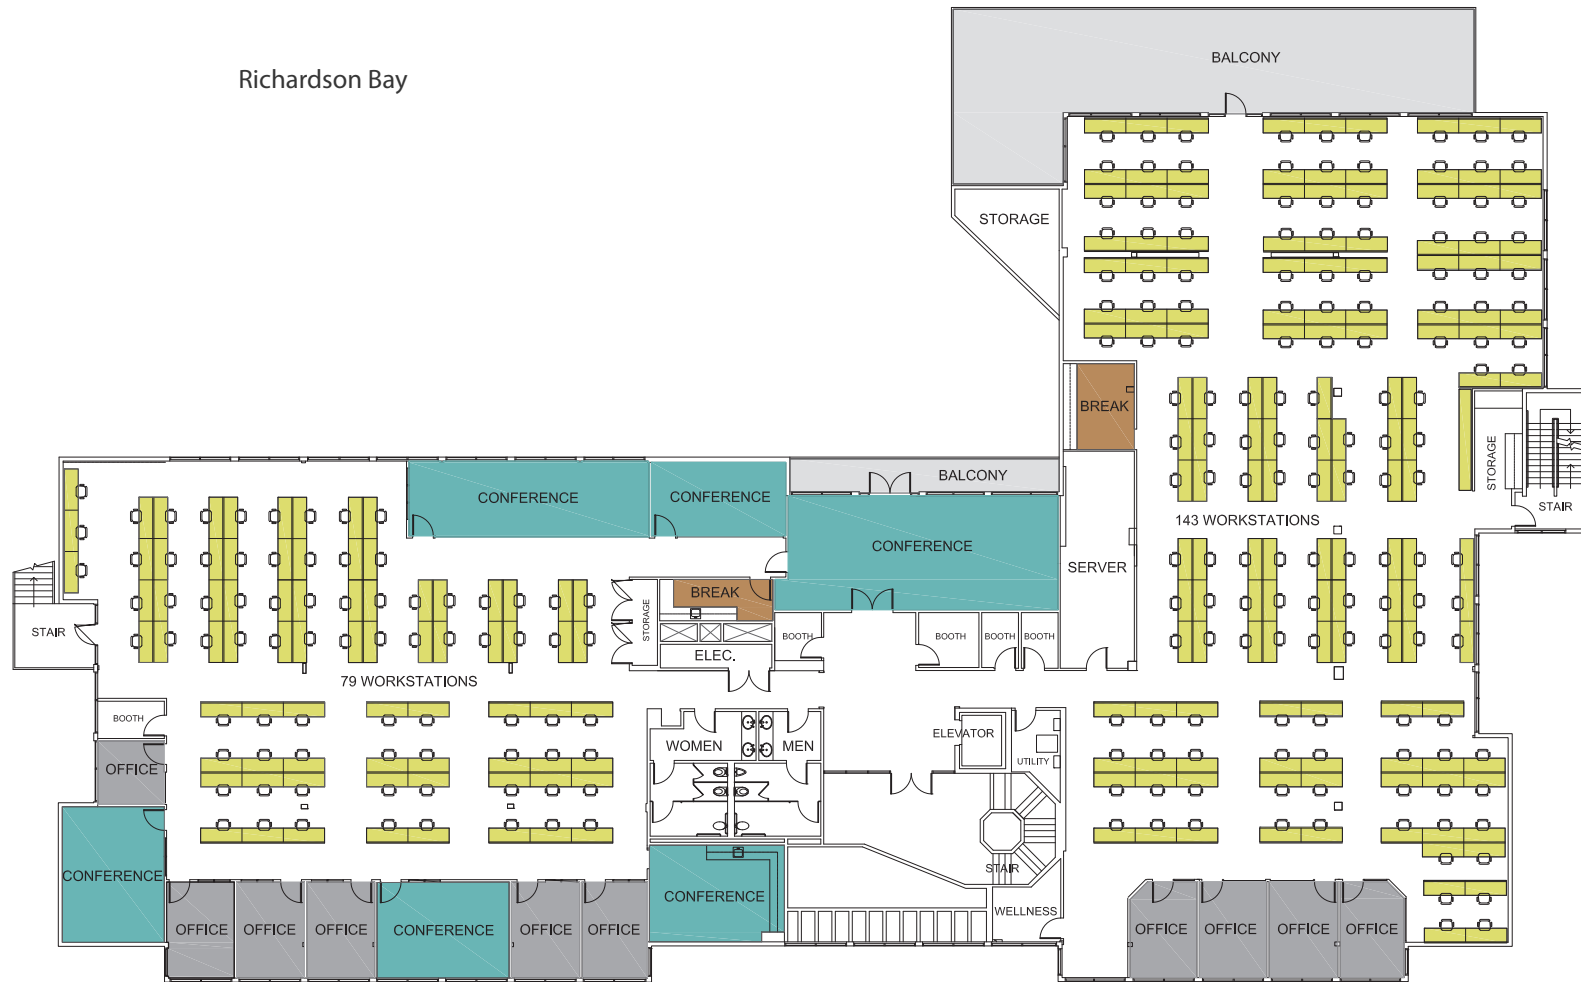 BALCONY
Richardson Bay
STORAGE
BREAK
BALCONY
STORAGE
STAIR
CONFERENCE
CONFERENCE
143 WORKSTATIONS
CONFERENCE
SERVER
BREAK
STORAGE
STAIR
BOOTH
BOOTH
BOOTH
BOOTH
ELEC.
79 WORKSTATIONS
BOOTH
WOMEN
MEN
ELEVATOR
UTILITY
OFFICE
CONFERENCE
STAIR
CONFERENCE
WELLNESS
OFFICE
OFFICE
OFFICE
CONFERENCE
OFFICE
OFFICE
OFFICE
OFFICE
OFFICE
OFFICE